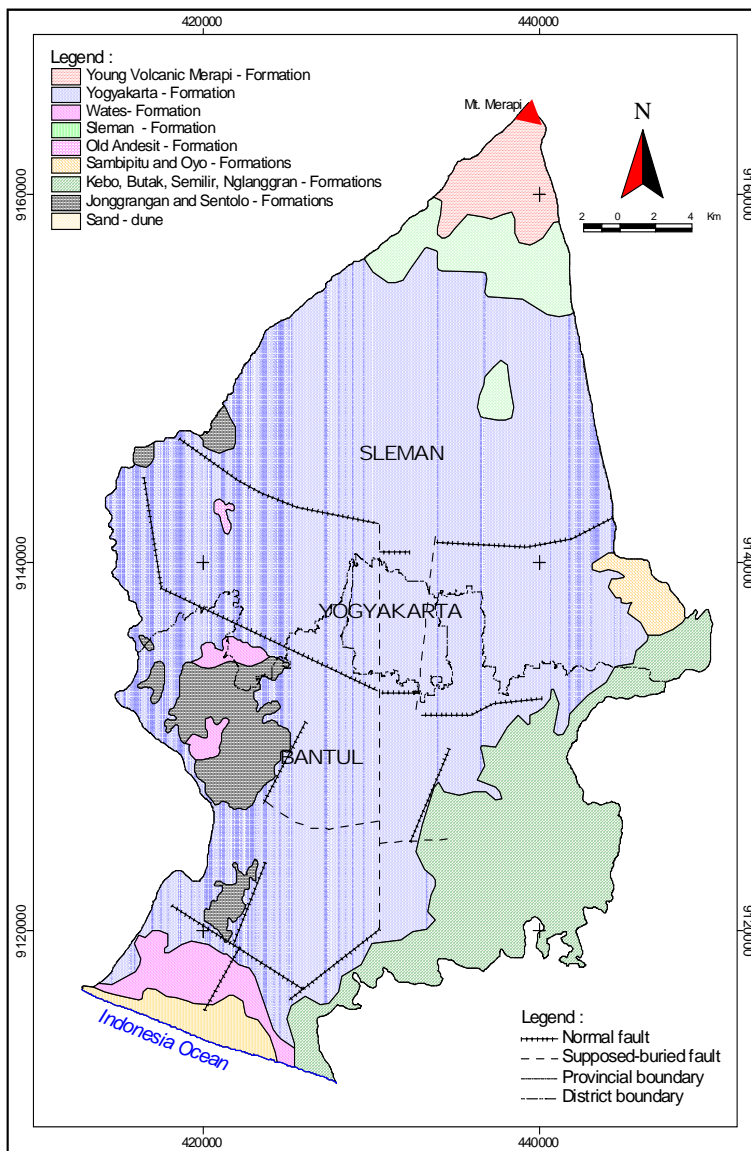 420000
440000
Legend :
Young Volcanic Merapi - Formation
Yogyakarta - Formation
Wates- Formation
Sleman - Formation
Old Andesit - Formation
Sambipitu and Oyo - Formations
Kebo, Butak, Semilir, Nglanggran - Formations
Jonggrangan and Sentolo - Formations
Sand - dune
Mt. Merapi
N
2 0 2 4 Km
9160000
9160000
SLEMAN
9140000
9140000
YOGYAKARTA
BANTUL
9120000
9120000
Indonesia Ocean
Legend :
Normal fault
Supposed-buried fault
Provincial boundary
District boundary
420000
440000